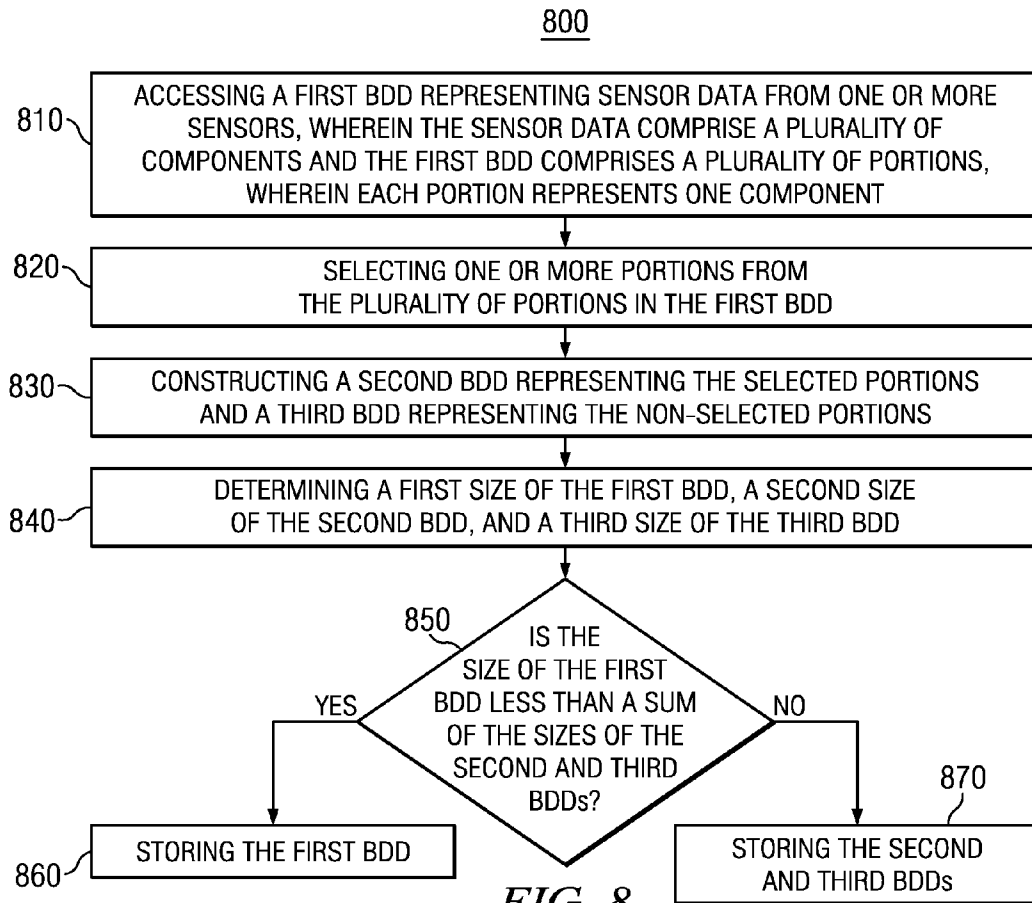 800
810
ACCESSING A FIRST BDD REPRESENTING SENSOR DATA FROM ONE OR MORE
SENSORS, WHEREIN THE SENSOR DATA COMPRISE A PLURALITY OF
COMPONENTS AND THE FIRST BDD COMPRISES A PLURALITY OF PORTIONS,
WHEREIN EACH PORTION REPRESENTS ONE COMPONENT
820
SELECTING ONE OR MORE PORTIONS FROM
THE PLURALITY OF PORTIONS IN THE FIRST BDD
830
CONSTRUCTING A SECOND BDD REPRESENTING THE SELECTED PORTIONS
AND A THIRD BDD REPRESENTING THE NON-SELECTED PORTIONS
840
DETERMINING A FIRST SIZE OF THE FIRST BDD, A SECOND SIZE
OF THE SECOND BDD, AND A THIRD SIZE OF THE THIRD BDD
850
IS THE
SIZE OF THE FIRST
BDD LESS THAN A SUM
OF THE SIZES OF THE
SECOND AND THIRD
BDDs?
YES
NO
860
STORING THE FIRST BDD
870
STORING THE SECOND
AND THIRD BDDs
FIG. 8